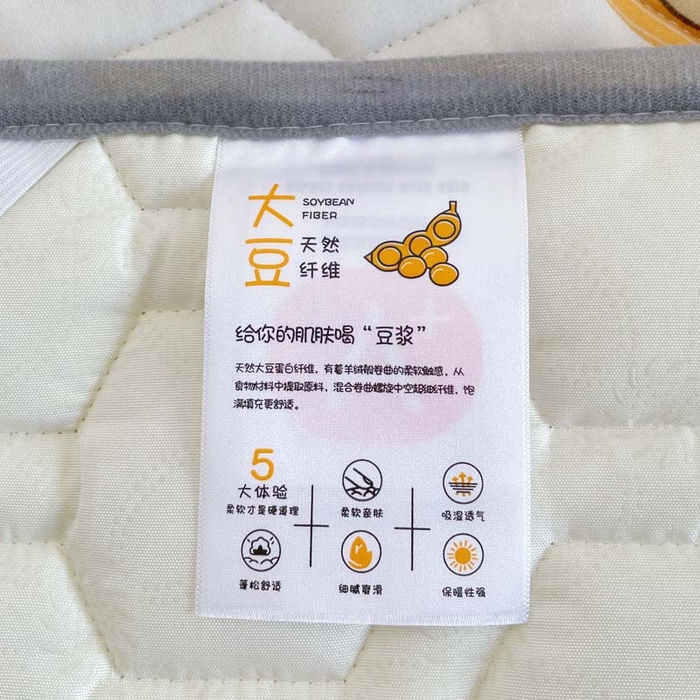 大豆
SOYBEAN
FIBER
天然
纤维
给你的肌肤喝“豆浆”
天然大豆蛋白纤维，有着羊绒般卷曲的柔软触感，从
食物材料中提取原料，混合卷曲螺旋中空超细纤维，饱
满填充更舒适。
5
大体验
柔软才是硬道理
柔软亲肤
吸湿透气
蓬松舒适
细腻爽滑
保暖性强